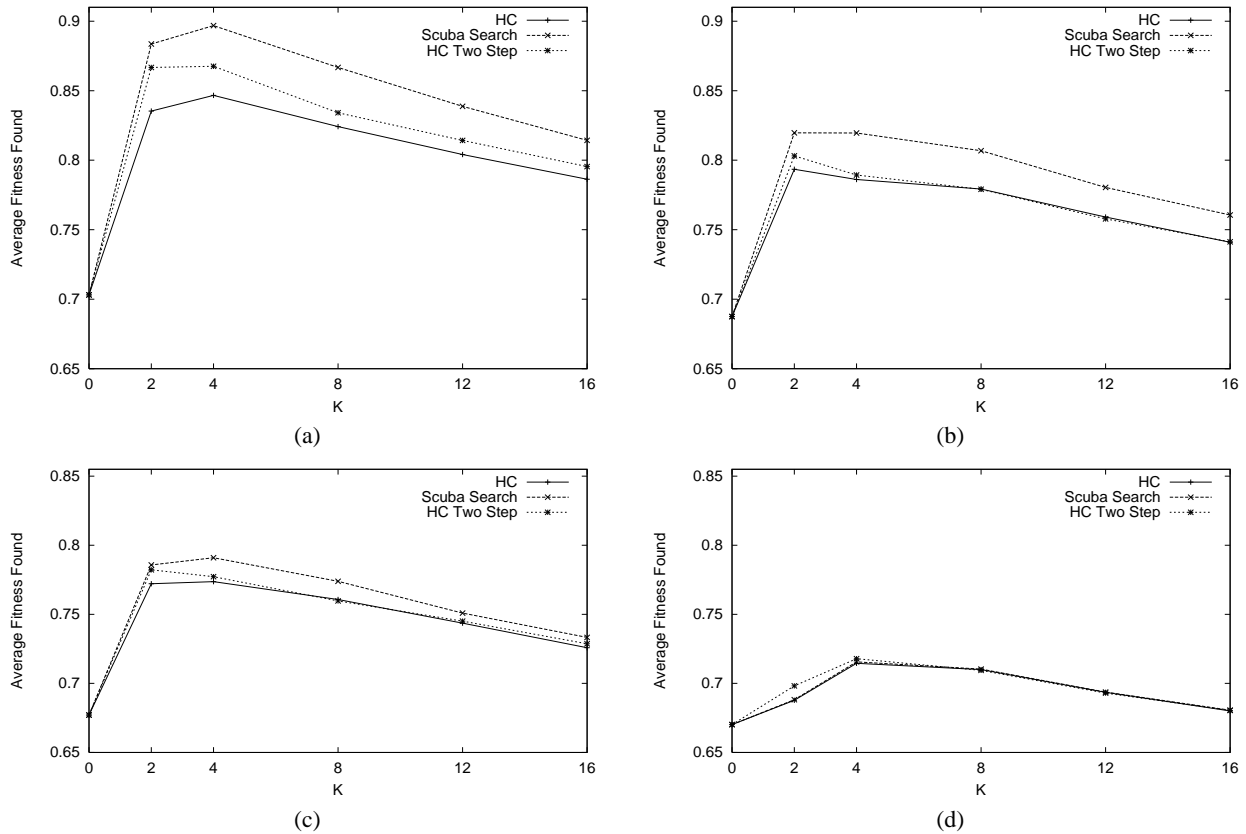 HC
Scuba Search
HC Two Step
0.9
0.85
0.8
0.75
0.7
0.65
Average Fitness Found
0 2 4 8 12 16
K
(a)
HC
Scuba Search
HC Two Step
0.9
0.85
0.8
0.75
0.7
0.65
Average Fitness Found
0 2 4 8 12 16
K
(b)
HC
Scuba Search
HC Two Step
0.85
0.8
0.75
0.7
0.65
Average Fitness Found
0 2 4 8 12 16
K
(c)
HC
Scuba Search
HC Two Step
0.85
0.8
0.75
0.7
0.65
Average Fitness Found
0 2 4 8 12 16
K
(d)